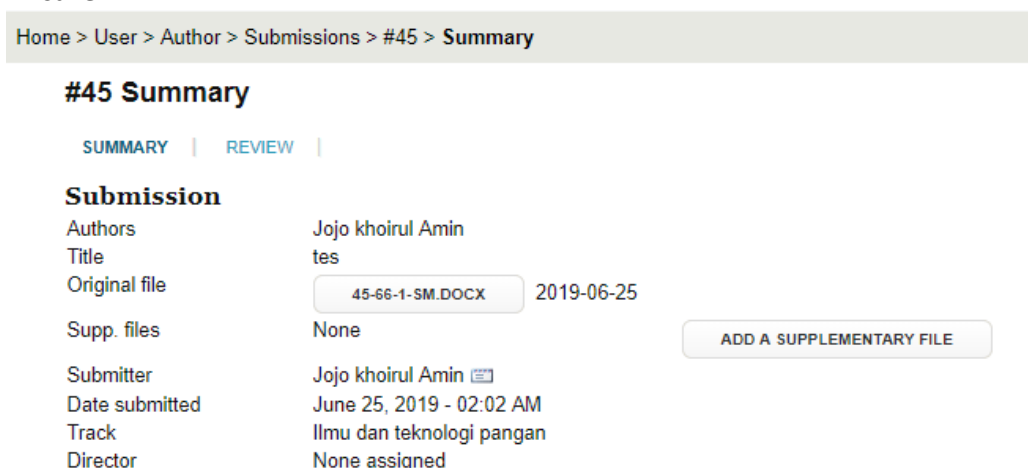 Home > User > Author > Submissions > #45 > Summary
#45 Summary
SUMMARY | REVIEW |
Submission
Authors Jojo khoirul Amin
Title tes
Original file 45-66-1-SM.DOCX 2019-06-25
Supp. files None ADD A SUPPLEMENTARY FILE
Submitter Jojo khoirul Amin
Date submitted June 25, 2019 - 02:02 AM
Track Ilmu dan teknologi pangan
Director None assigned